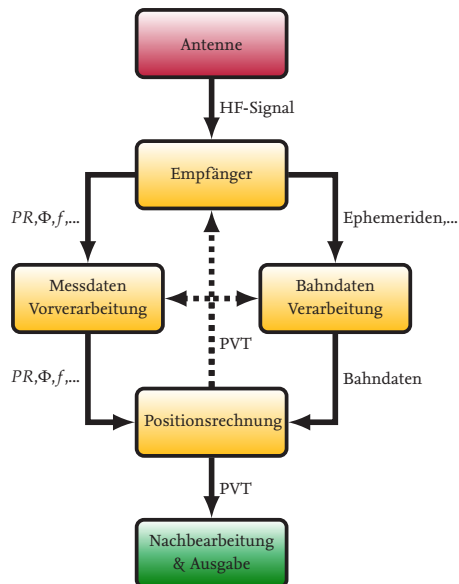 Antenne
HF-Signal
Empfänger
PR,Φ,f,...
Ephemeriden,...
Messdaten
Vorverarbeitung
Bahndaten
Verarbeitung
PVT
PR,Φ,f,...
Bahndaten
Positionsrechnung
PVT
Nachbearbeitung
& Ausgabe